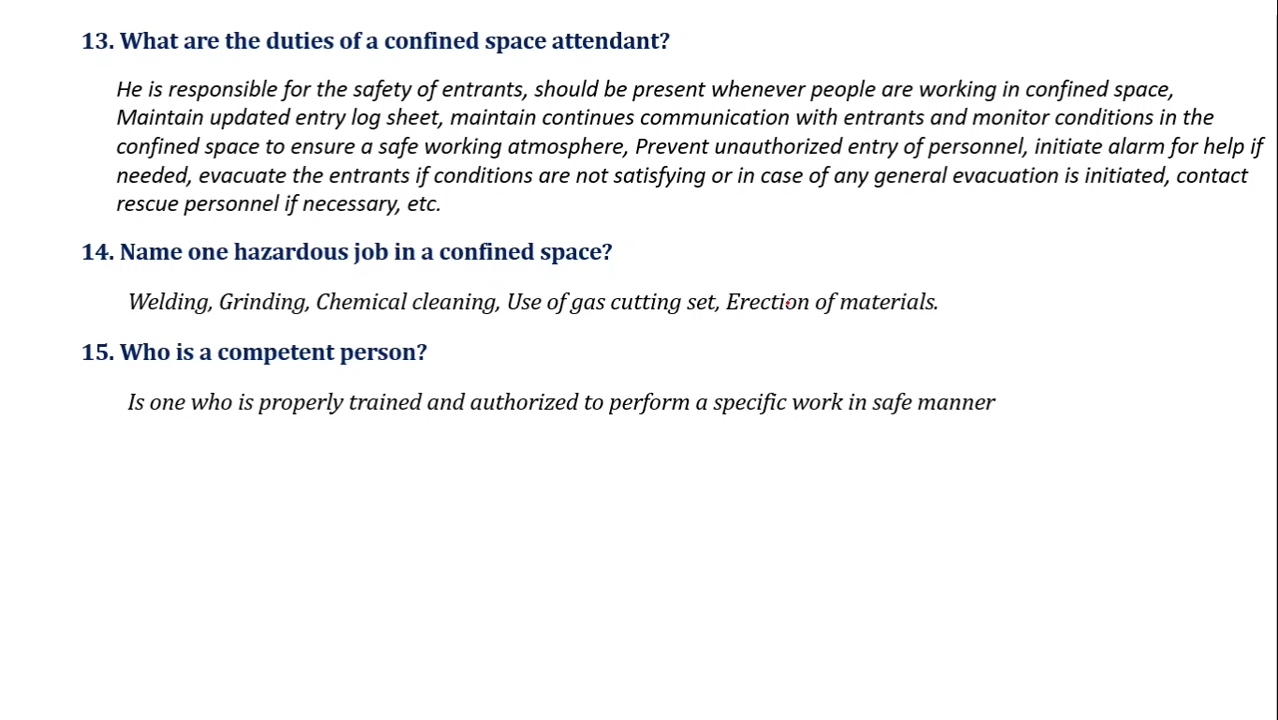 13. What are the duties of a confined space attendant?
He is responsible for the safety of entrants, should be present whenever people are working in confined space,
Maintain updated entry log sheet, maintain continues communication with entrants and monitor conditions in the
confined space to ensure a safe working atmosphere, Prevent unauthorized entry of personnel, initiate alarm for help if
needed, evacuate the entrants if conditions are not satisfying or in case of any general evacuation is initiated, contact
rescue personnel if necessary, etc.
14. Name one hazardous job in a confined space?
Welding, Grinding, Chemical cleaning, Use of gas cutting set, Erection of materials.
15. Who is a competent person?
Is one who is properly trained and authorized to perform a specific work in safe manner